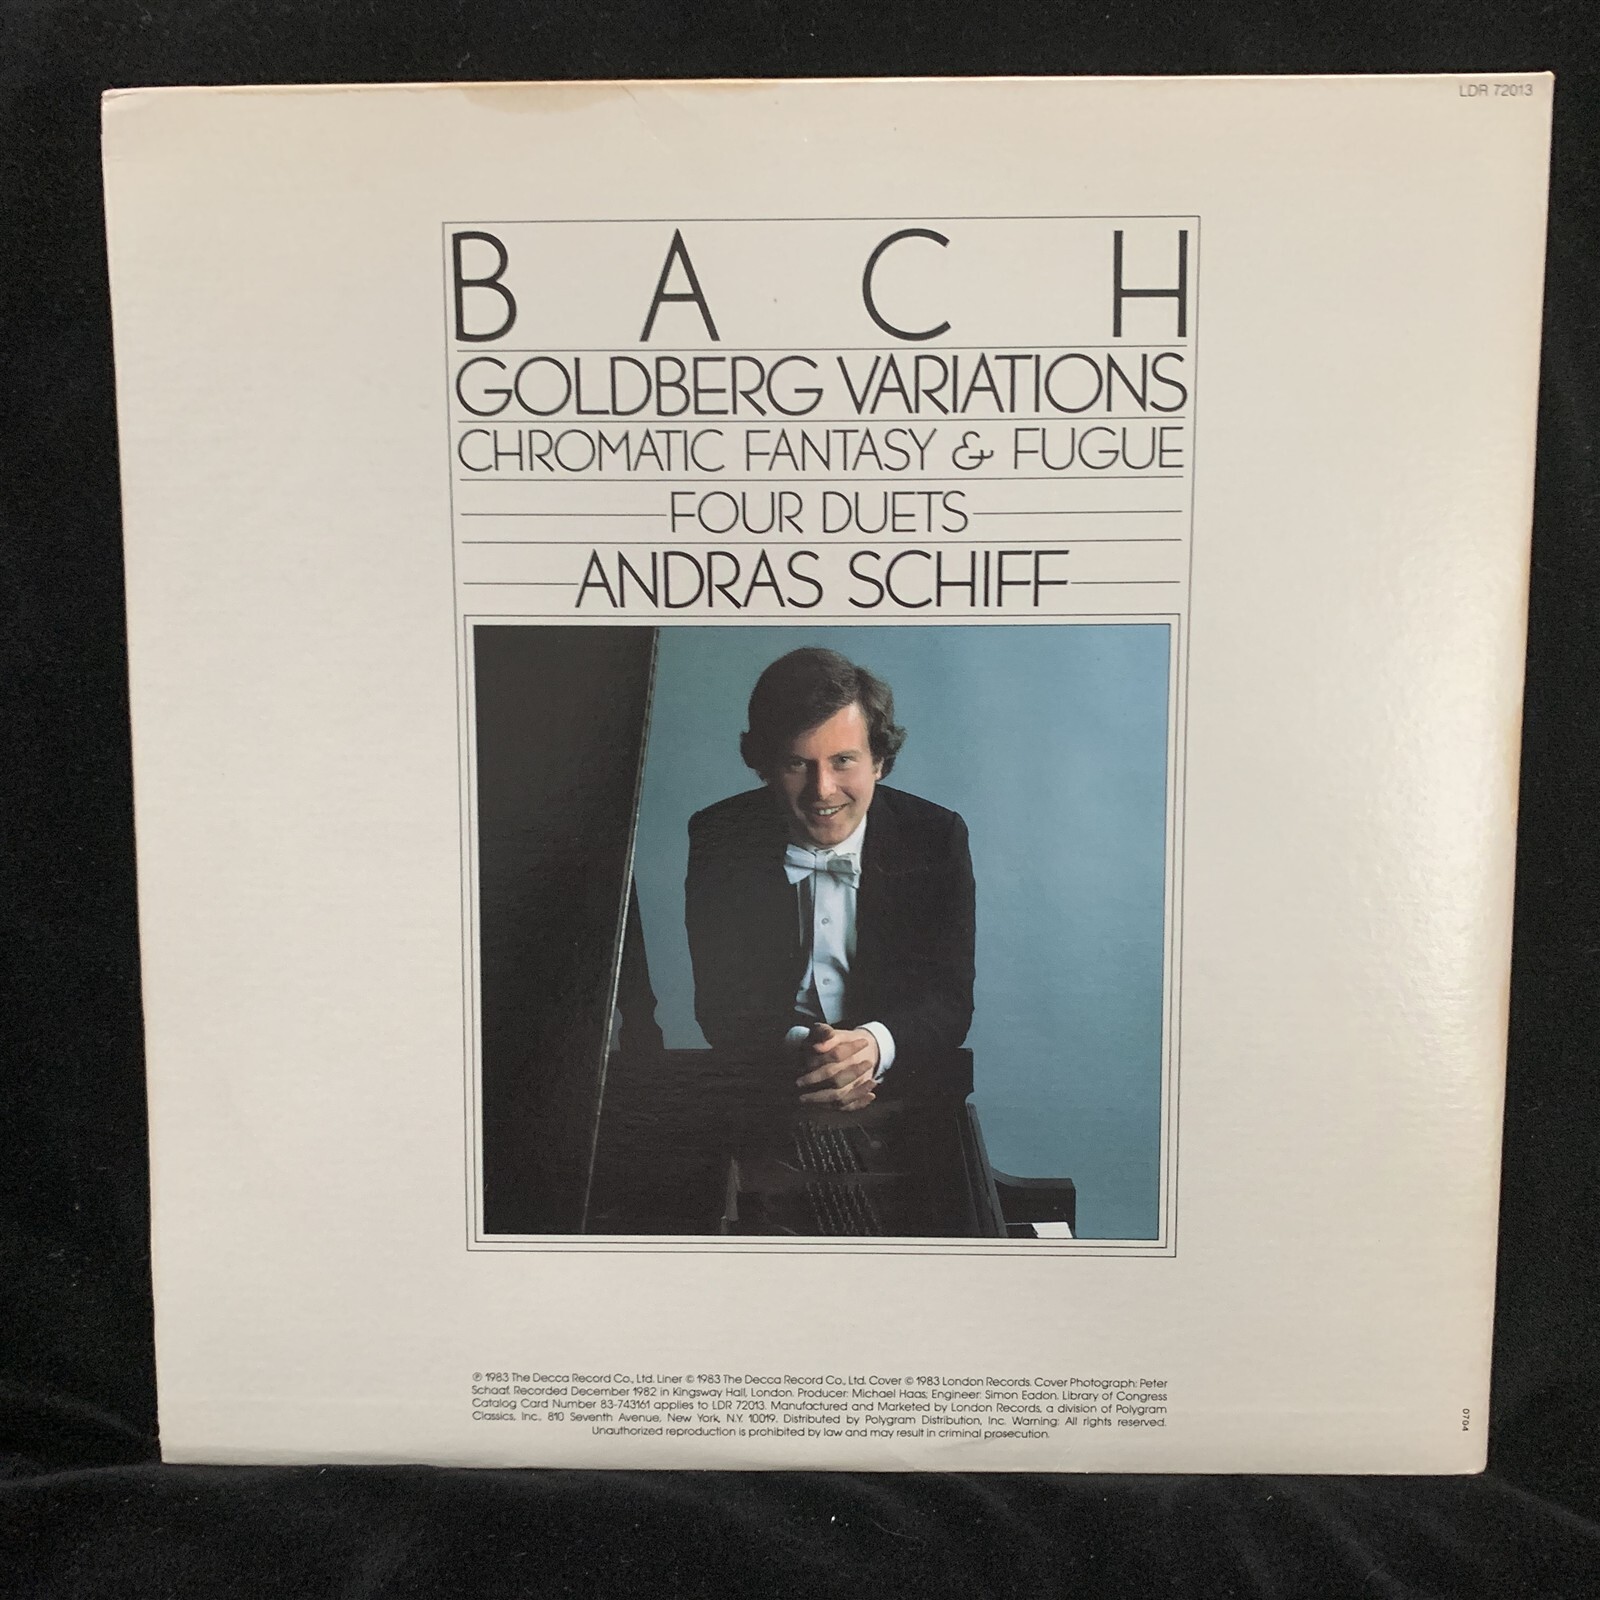 LDR 72013
BACH
GOLDBERG VARIATIONS
CHROMATIC FANTASY & FUGUE
FOUR DUETS
ANDRAS SCHIFF
℗ 1983 The Decca Record Co., Ltd. Liner © 1983 The Decca Record Co., Ltd. Cover © 1983 London Records. Cover Photograph: Peter
Schaaf. Recorded December 1982 in Kingsway Hall, London. Producer: Michael Haas; Engineer: Simon Eadon. Library of Congress
Catalog Card Number 83-743161 applies to LDR 72013. Manufactured and Marketed by London Records, a division of Polygram
Classics, Inc., 810 Seventh Avenue, New York, N.Y. 10019. Distributed by Polygram Distribution, Inc. Warning: All rights reserved.
Unauthorized reproduction is prohibited by law and may result in criminal prosecution.
0704